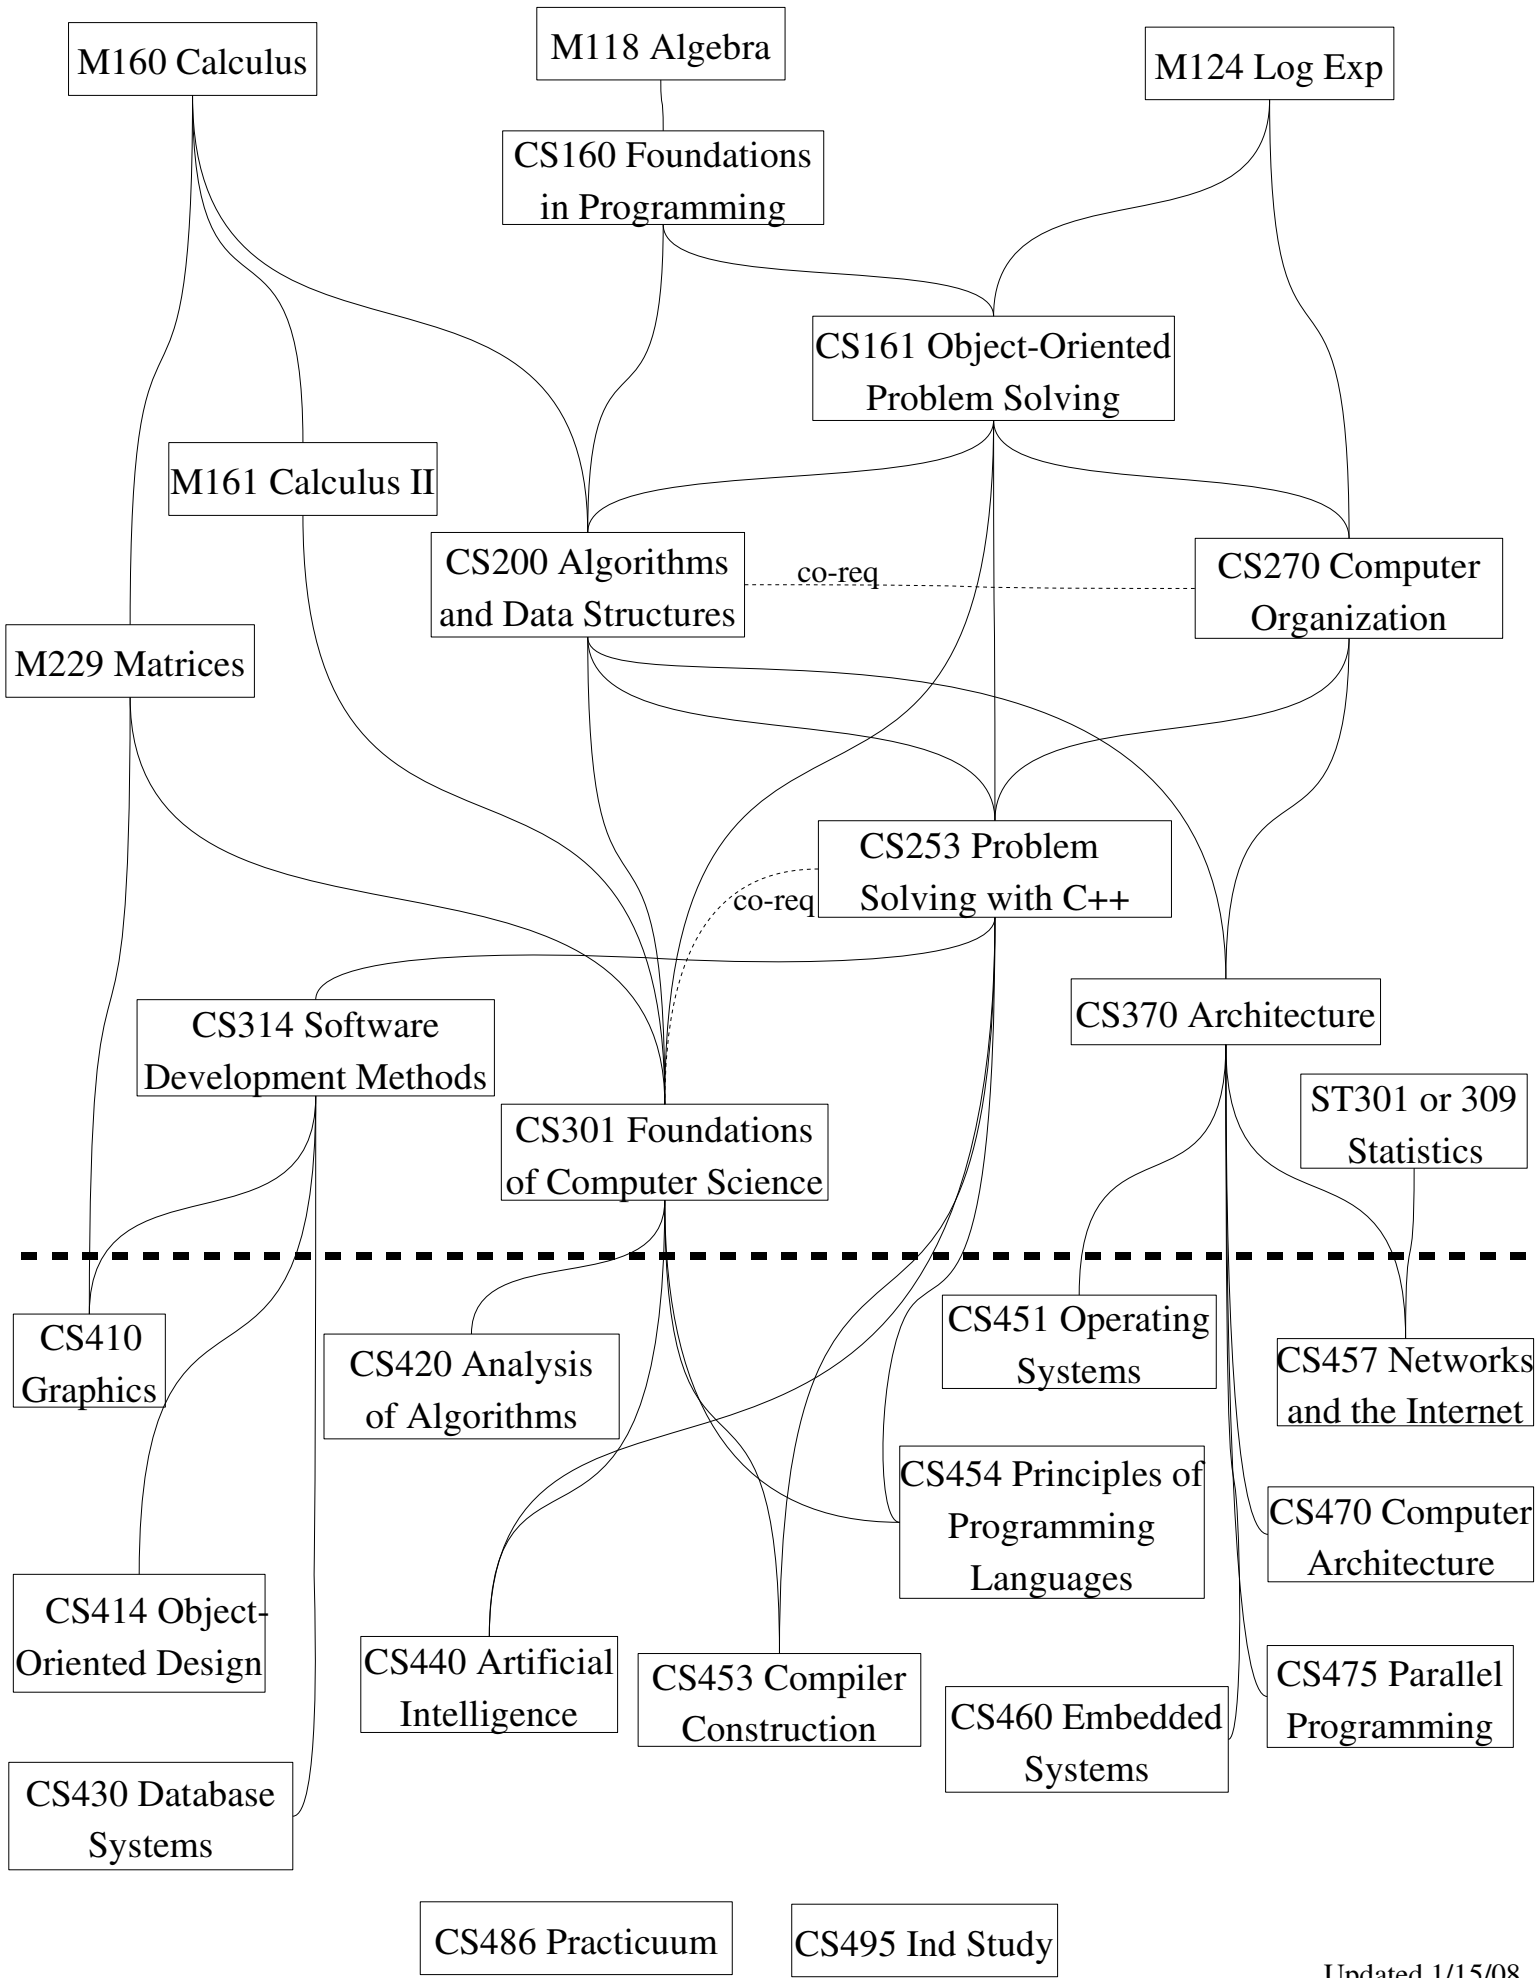 M160 Calculus
M118 Algebra
M124 Log Exp
CS160 Foundations
in Programming
CS161 Object-Oriented
Problem Solving
M161 Calculus II
CS200 Algorithms
and Data Structures
co-req
CS270 Computer
Organization
M229 Matrices
CS253 Problem
Solving with C++
co-req
CS314 Software
Development Methods
CS370 Architecture
ST301 or 309
Statistics
CS301 Foundations
of Computer Science
CS410
Graphics
CS420 Analysis
of Algorithms
CS451 Operating
Systems
CS457 Networks
and the Internet
CS454 Principles of
Programming
Languages
CS470 Computer
Architecture
CS414 Object-
Oriented Design
CS440 Artificial
Intelligence
CS453 Compiler
Construction
CS460 Embedded
Systems
CS475 Parallel
Programming
CS430 Database
Systems
CS486 Practicuum
CS495 Ind Study
Updated 1/15/08